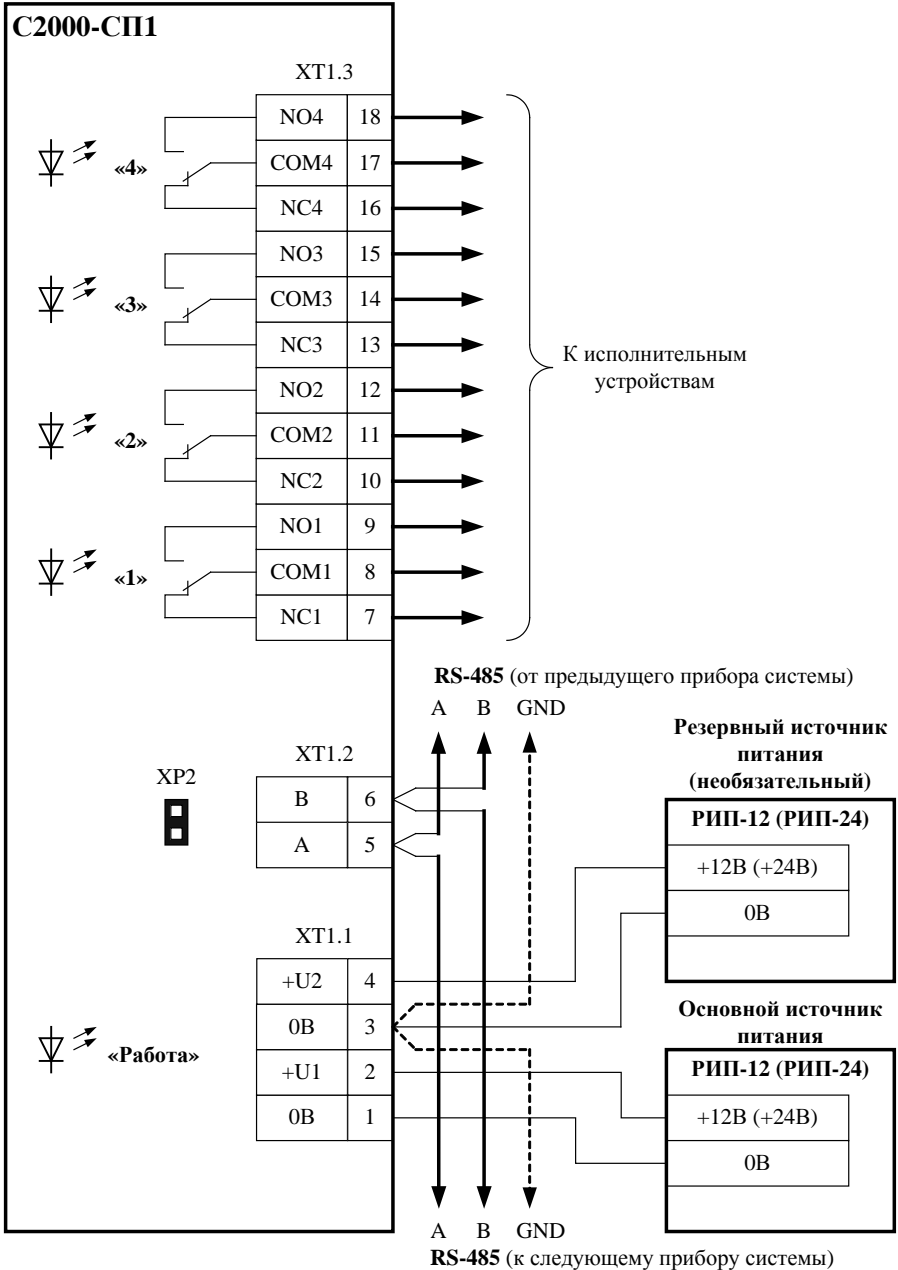 С2000-СП1
XT1.3
NO4 18
«4» COM4 17
NC4 16
NO3 15
«3» COM3 14
NC3 13
К исполнительным
устройствам
NO2 12
«2» COM2 11
NC2 10
NO1 9
«1» COM1 8
NC1 7
RS-485 (от предыдущего прибора системы)
A B GND
XT1.2
XP2
B 6
A 5
Резервный источник
питания
(необязательный)
РИП-12 (РИП-24)
+12В (+24В)
0В
XT1.1
+U2 4
0В 3
«Работа»
+U1 2
0В 1
Основной источник
питания
РИП-12 (РИП-24)
+12В (+24В)
0В
A B GND
RS-485 (к следующему прибору системы)